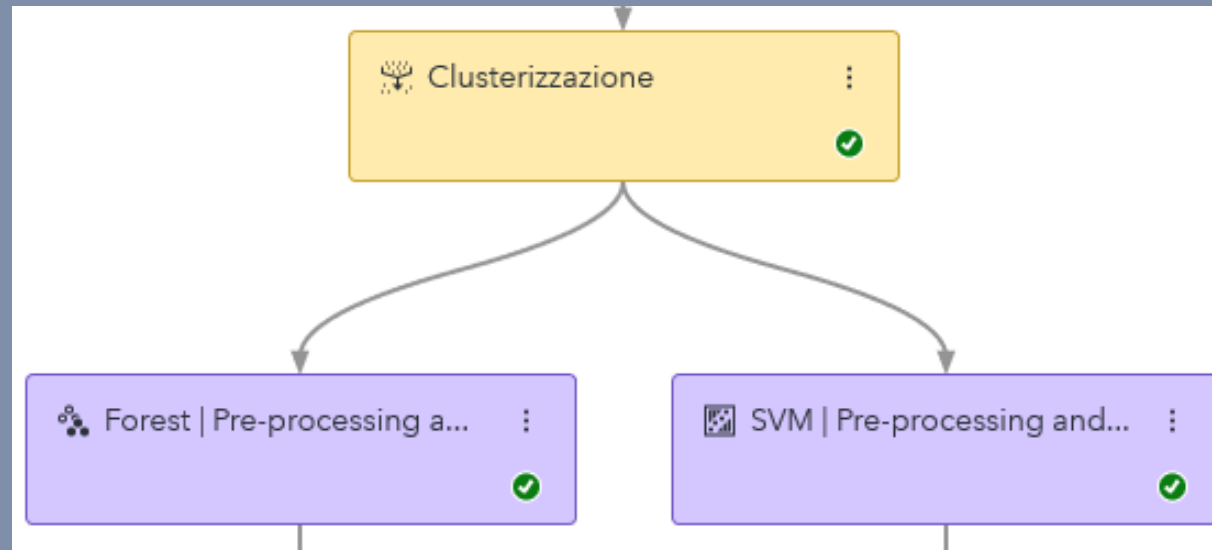 Clusterizzazione
Forest | Pre-processing a...
SVM | Pre-processing and...